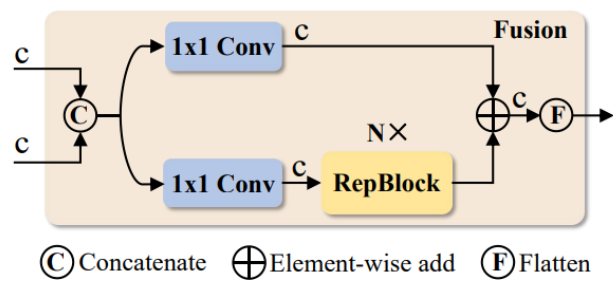 Fusion
C
1x1 Conv
C
C
N×
C
F
C
1x1 Conv
C
RepBlock
C Concatenate
Element-wise add
F Flatten